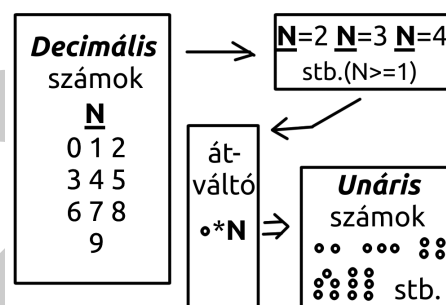 Decimális
számok
N
0 1 2
3 4 5
6 7 8
9
N=2 N=3 N=4
stb.(N>=1)
át-
váltó
∘*N
Unáris
számok
stb.